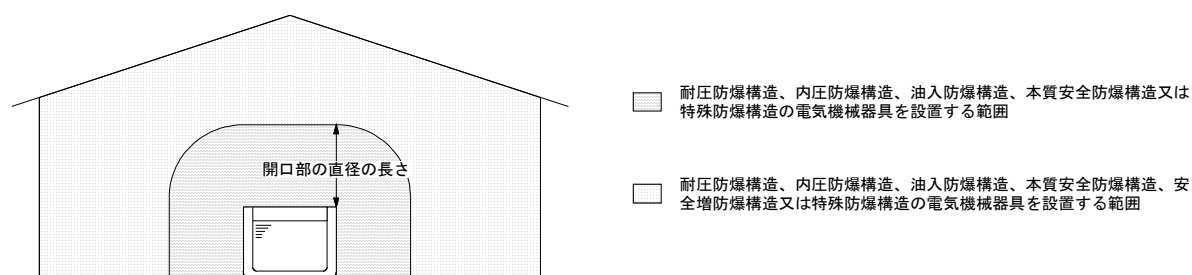 開口部の直径の長さ
耐圧防爆構造、内圧防爆構造、油入防爆構造、本質安全防爆構造又は
特殊防爆構造の電気機械器具を設置する範囲
耐圧防爆構造、内圧防爆構造、油入防爆構造、本質安全防爆構造、安
全増防爆構造又は特殊防爆構造の電気機械器具を設置する範囲